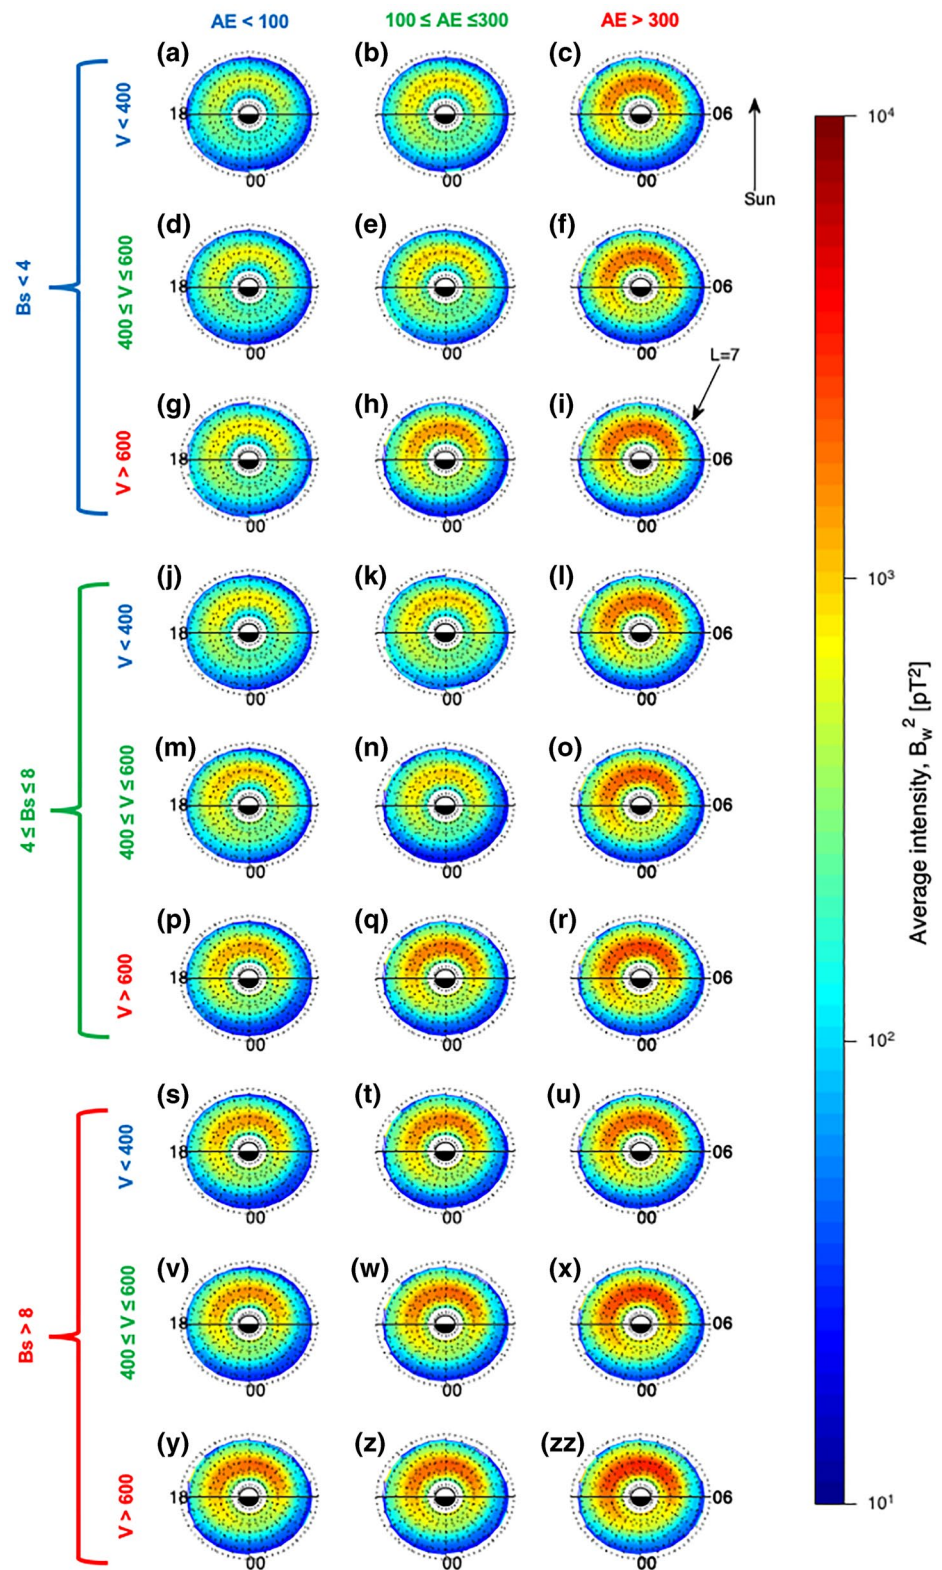 AE < 100 100 ≤ AE ≤300 AE > 300
(a) (b) (c)
V < 400
18 06
00 00 00
Sun
(d) (e) (f)
400 ≤ V ≤ 600
18 06
00 00 00
Bs < 4
L=7
(g) (h) (i)
V > 600
18 06
00 00 00
(j) (k) (l)
V < 400
18 06
00 00 00
(m) (n) (o)
400 ≤ V ≤ 600
18 06
00 00 00
4 ≤ Bs ≤ 8
(p) (q) (r)
V > 600
18 06
00 00 00
(s) (t) (u)
V < 400
18 06
00 00 00
(v) (w) (x)
400 ≤ V ≤ 600
18 06
00 00 00
Bs > 8
(y) (z) (zz)
V > 600
18 06
00 00 00
10⁴
10³
10²
10¹
Average intensity, B_w² [pT²]